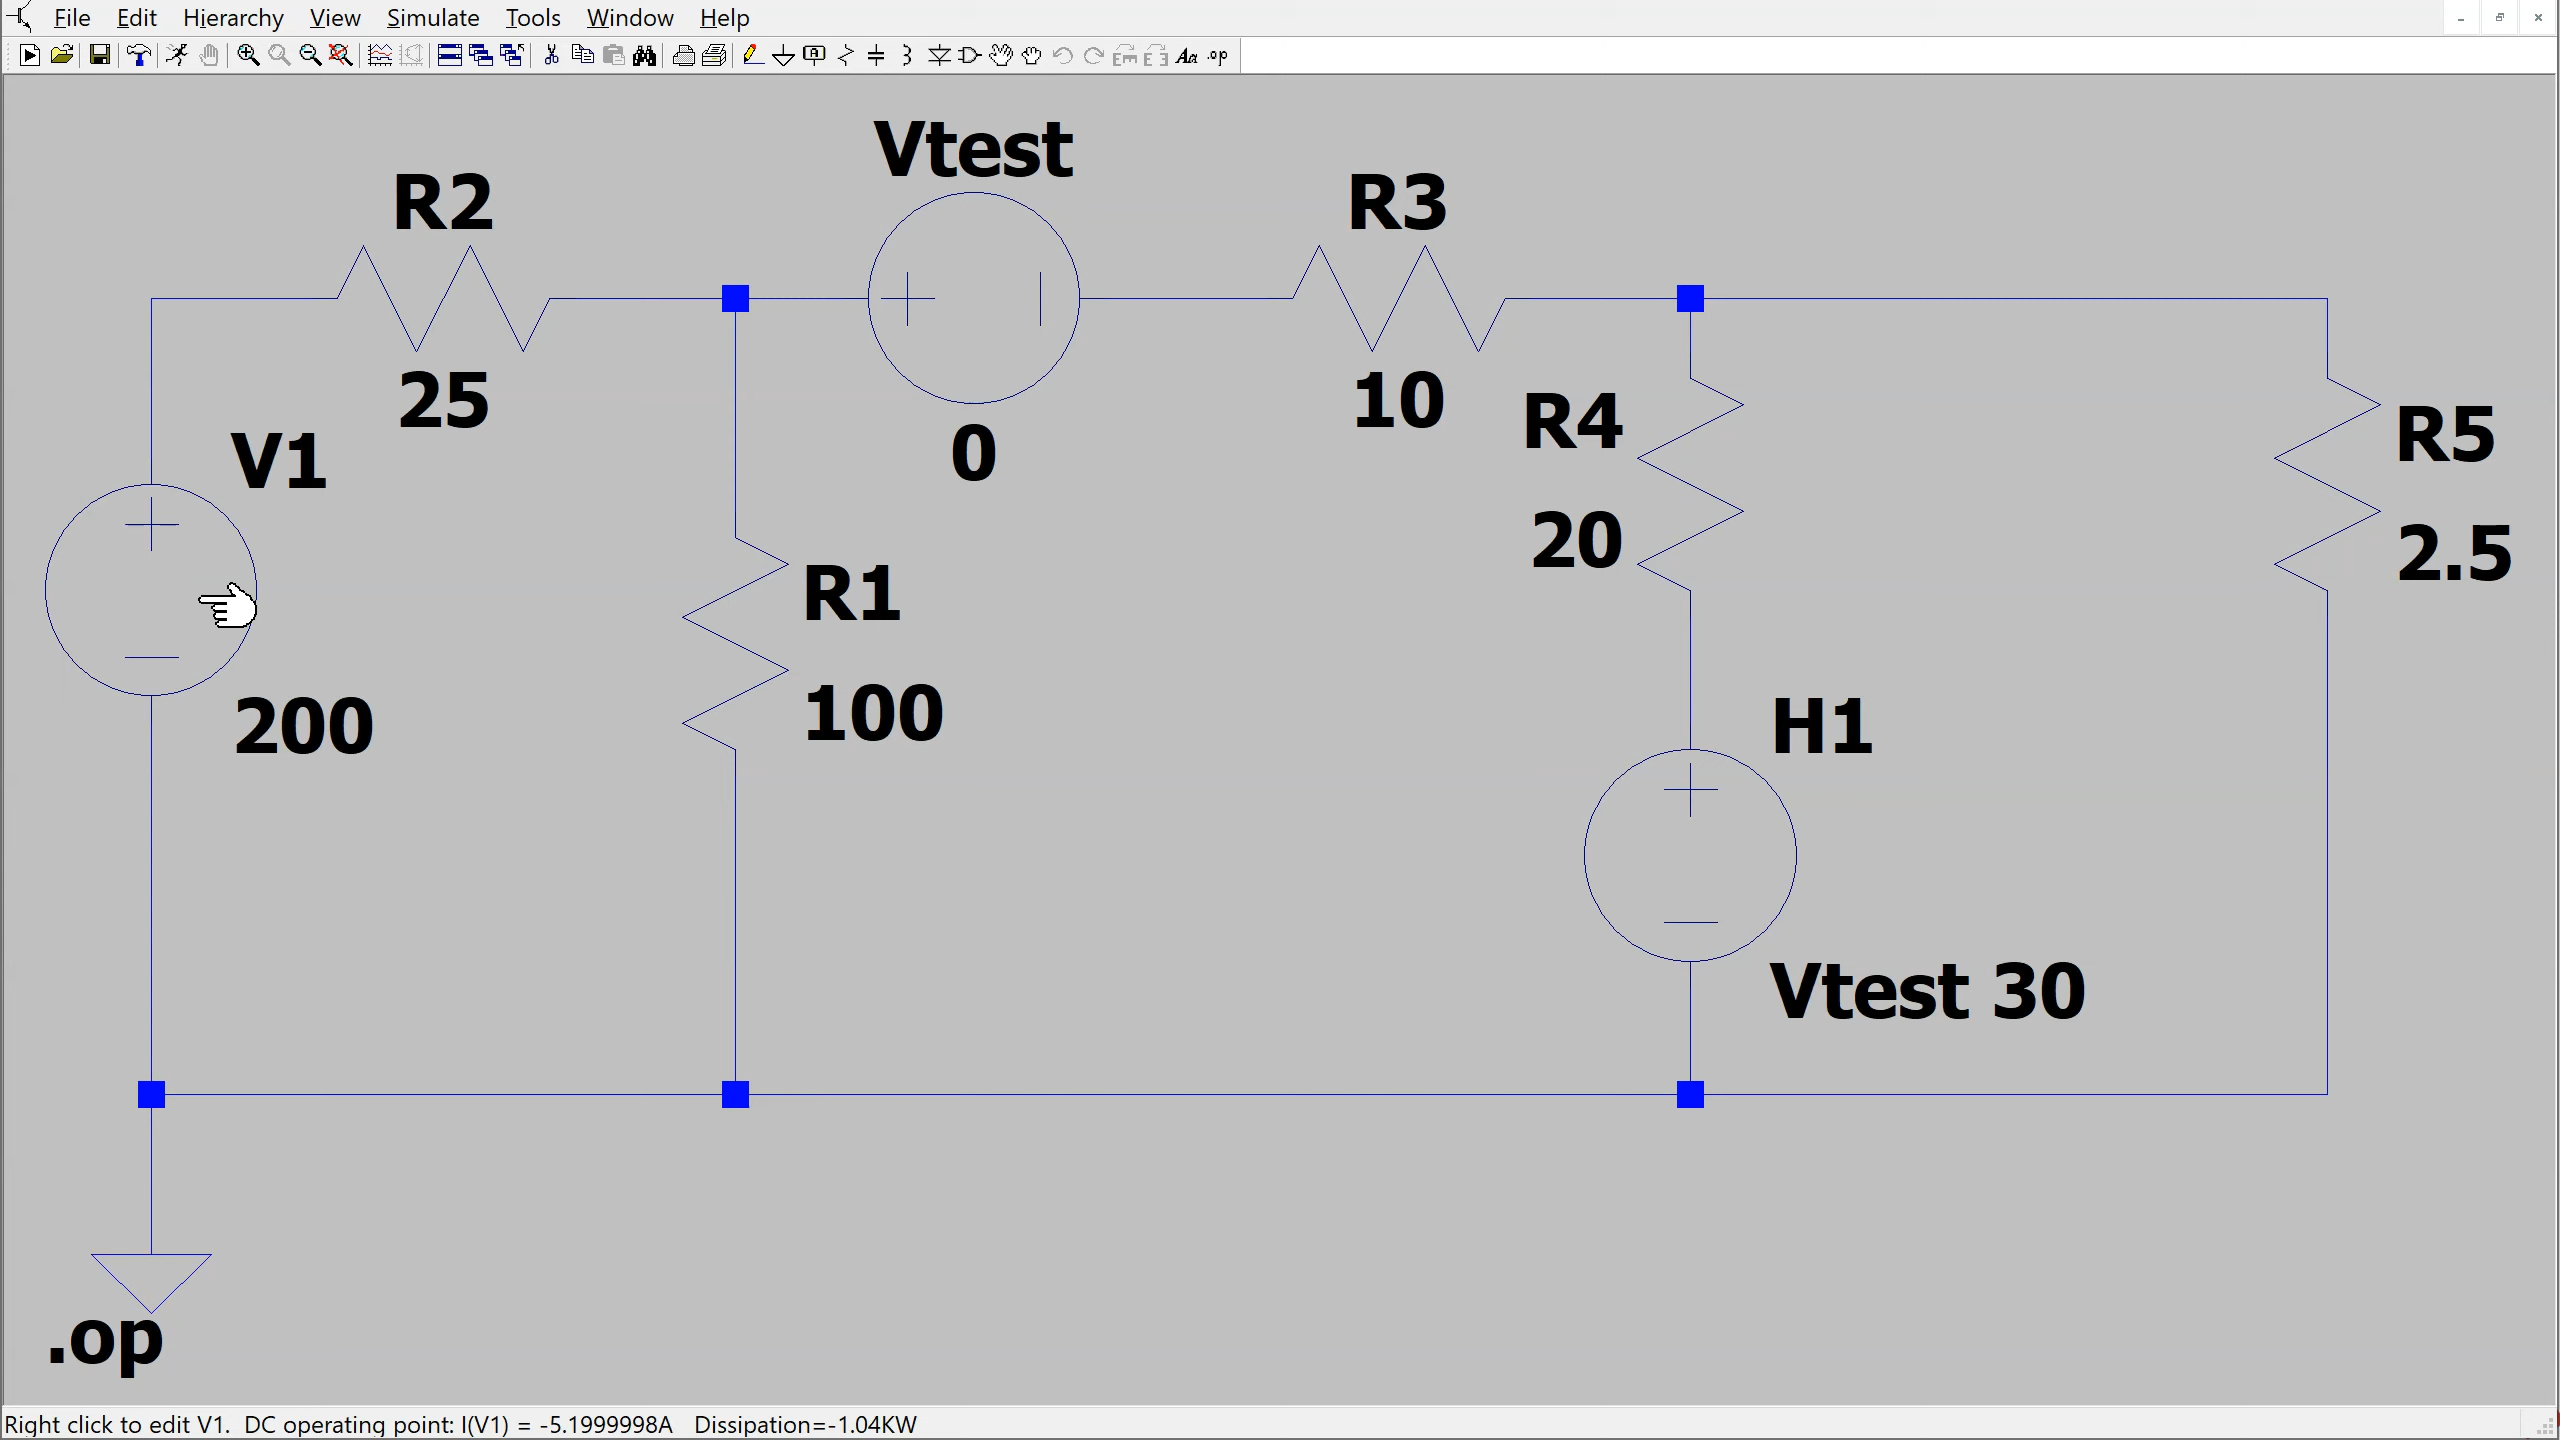 File Edit Hierarchy View Simulate Tools Window Help
Aa .op
Vtest
R2
R3
25
0
10
R4
20
R5
2.5
V1
200
R1
100
H1
Vtest 30
.op
Right click to edit V1. DC operating point: I(V1) = -5.1999998A Dissipation=-1.04KW